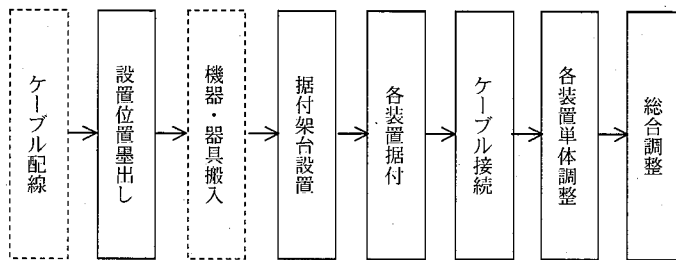 ケーブル配線
設置位置墨出し
機器・器具搬入
据付架台設置
各装置据付
ケーブル接続
各装置単体調整
総合調整